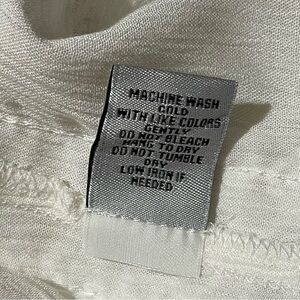 MACHINE WASH
COLD
WITH LIKE COLORS
GENTLY
DO NOT BLEACH
HANG TO DRY
DO NOT TUMBLE
DRY
LOW IRON IF
NEEDED